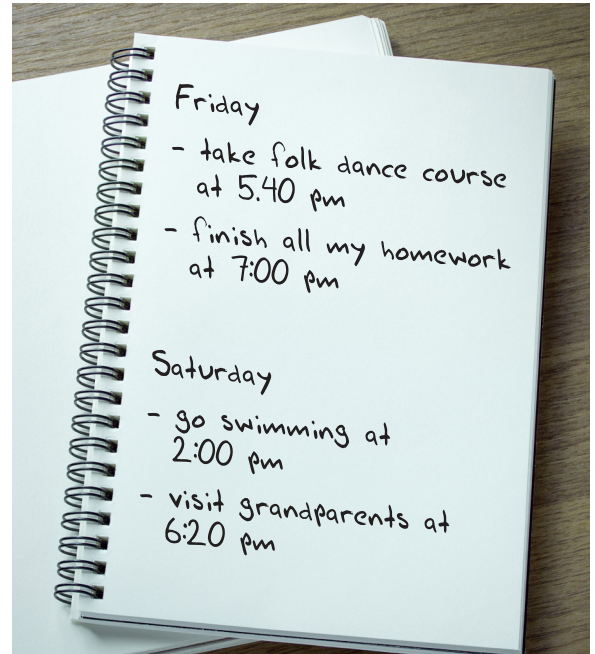 Friday
- take folk dance course
at 5.40 pm
- finish all my homework
at 7:00 pm
Saturday
- go swimming at
2:00 pm
- visit grandparents at
6:20 pm